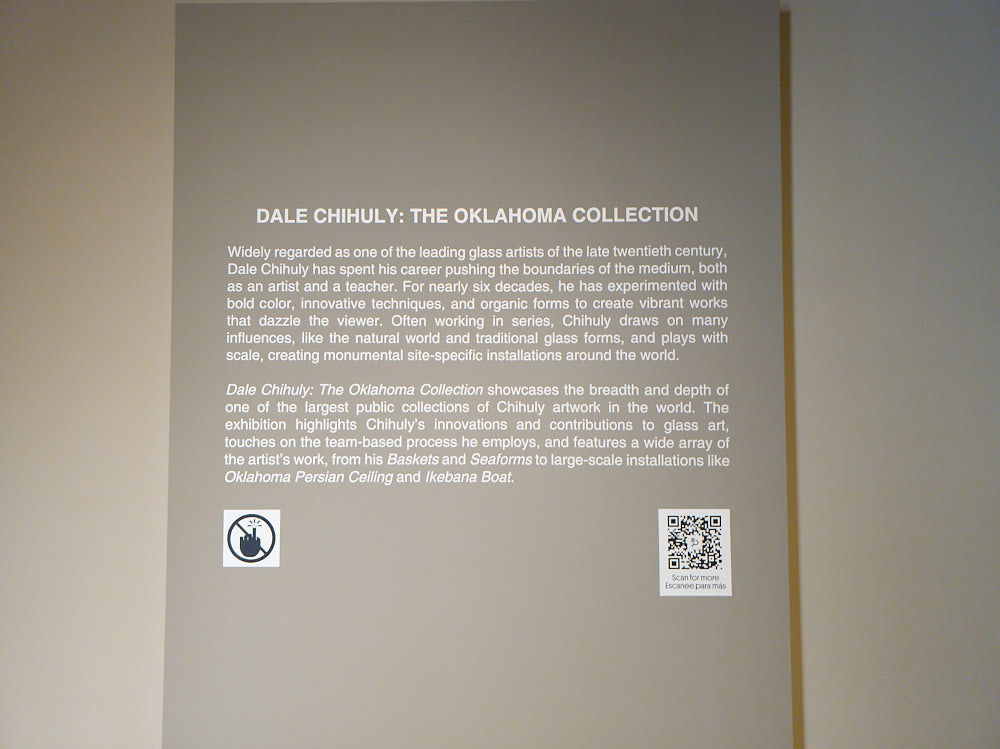 DALE CHIHULY: THE OKLAHOMA COLLECTION
Widely regarded as one of the leading glass artists of the late twentieth century,
Dale Chihuly has spent his career pushing the boundaries of the medium, both
as an artist and a teacher. For nearly six decades, he has experimented with
bold color, innovative techniques, and organic forms to create vibrant works
that dazzle the viewer. Often working in series, Chihuly draws on many
influences, like the natural world and traditional glass forms, and plays with
scale, creating monumental site-specific installations around the world.
Dale Chihuly: The Oklahoma Collection showcases the breadth and depth of
one of the largest public collections of Chihuly artwork in the world. The
exhibition highlights Chihuly's innovations and contributions to glass art,
touches on the team-based process he employs, and features a wide array of
the artist's work, from his Baskets and Seaforms to large-scale installations like
Oklahoma Persian Ceiling and Ikebana Boat.
Scan for more
Escanee para más